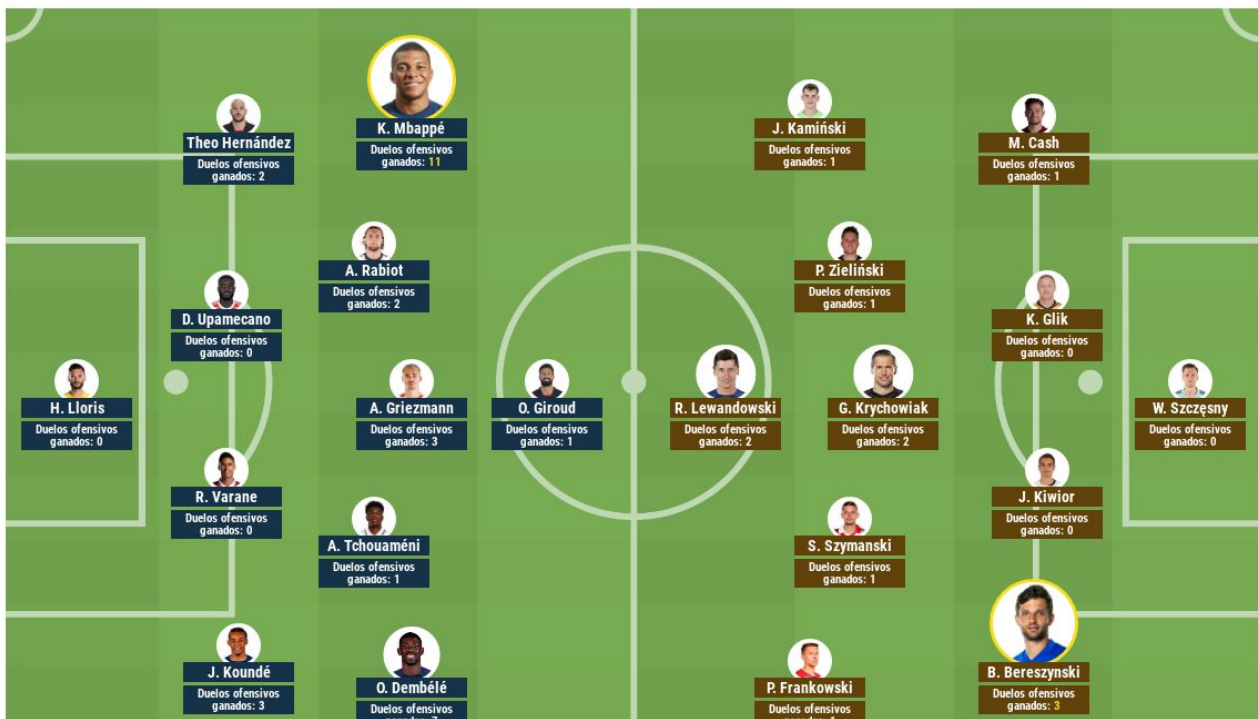 K. Mbappé
Duelos ofensivos
ganados: 11
Theo Hernández
Duelos ofensivos
ganados: 2
J. Kamiński
Duelos ofensivos
ganados: 1
M. Cash
Duelos ofensivos
ganados: 1
A. Rabiot
Duelos ofensivos
ganados: 2
P. Zieliński
Duelos ofensivos
ganados: 1
D. Upamecano
Duelos ofensivos
ganados: 0
K. Glik
Duelos ofensivos
ganados: 0
H. Lloris
Duelos ofensivos
ganados: 0
A. Griezmann
Duelos ofensivos
ganados: 3
O. Giroud
Duelos ofensivos
ganados: 1
R. Lewandowski
Duelos ofensivos
ganados: 2
G. Krychowiak
Duelos ofensivos
ganados: 2
W. Szczęsny
Duelos ofensivos
ganados: 0
R. Varane
Duelos ofensivos
ganados: 0
J. Kiwior
Duelos ofensivos
ganados: 0
A. Tchouaméni
Duelos ofensivos
ganados: 1
S. Szymanski
Duelos ofensivos
ganados: 1
J. Koundé
Duelos ofensivos
ganados: 3
O. Dembélé
Duelos ofensivos
ganados:
P. Frankowski
Duelos ofensivos
ganados:
B. Bereszynski
Duelos ofensivos
ganados: 3